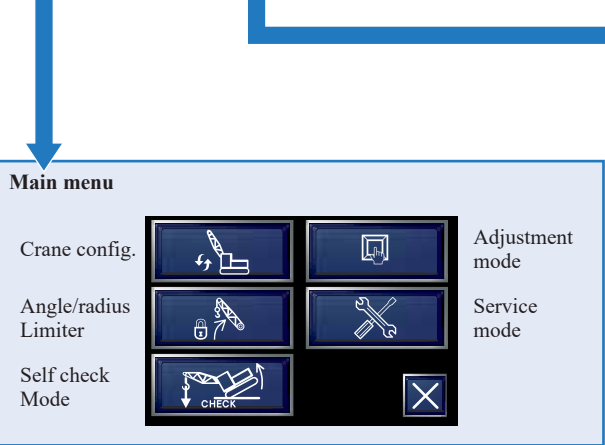 Main menu
Crane config.
Adjustment
mode
Angle/radius
Limiter
Service
mode
Self check
Mode
CHECK